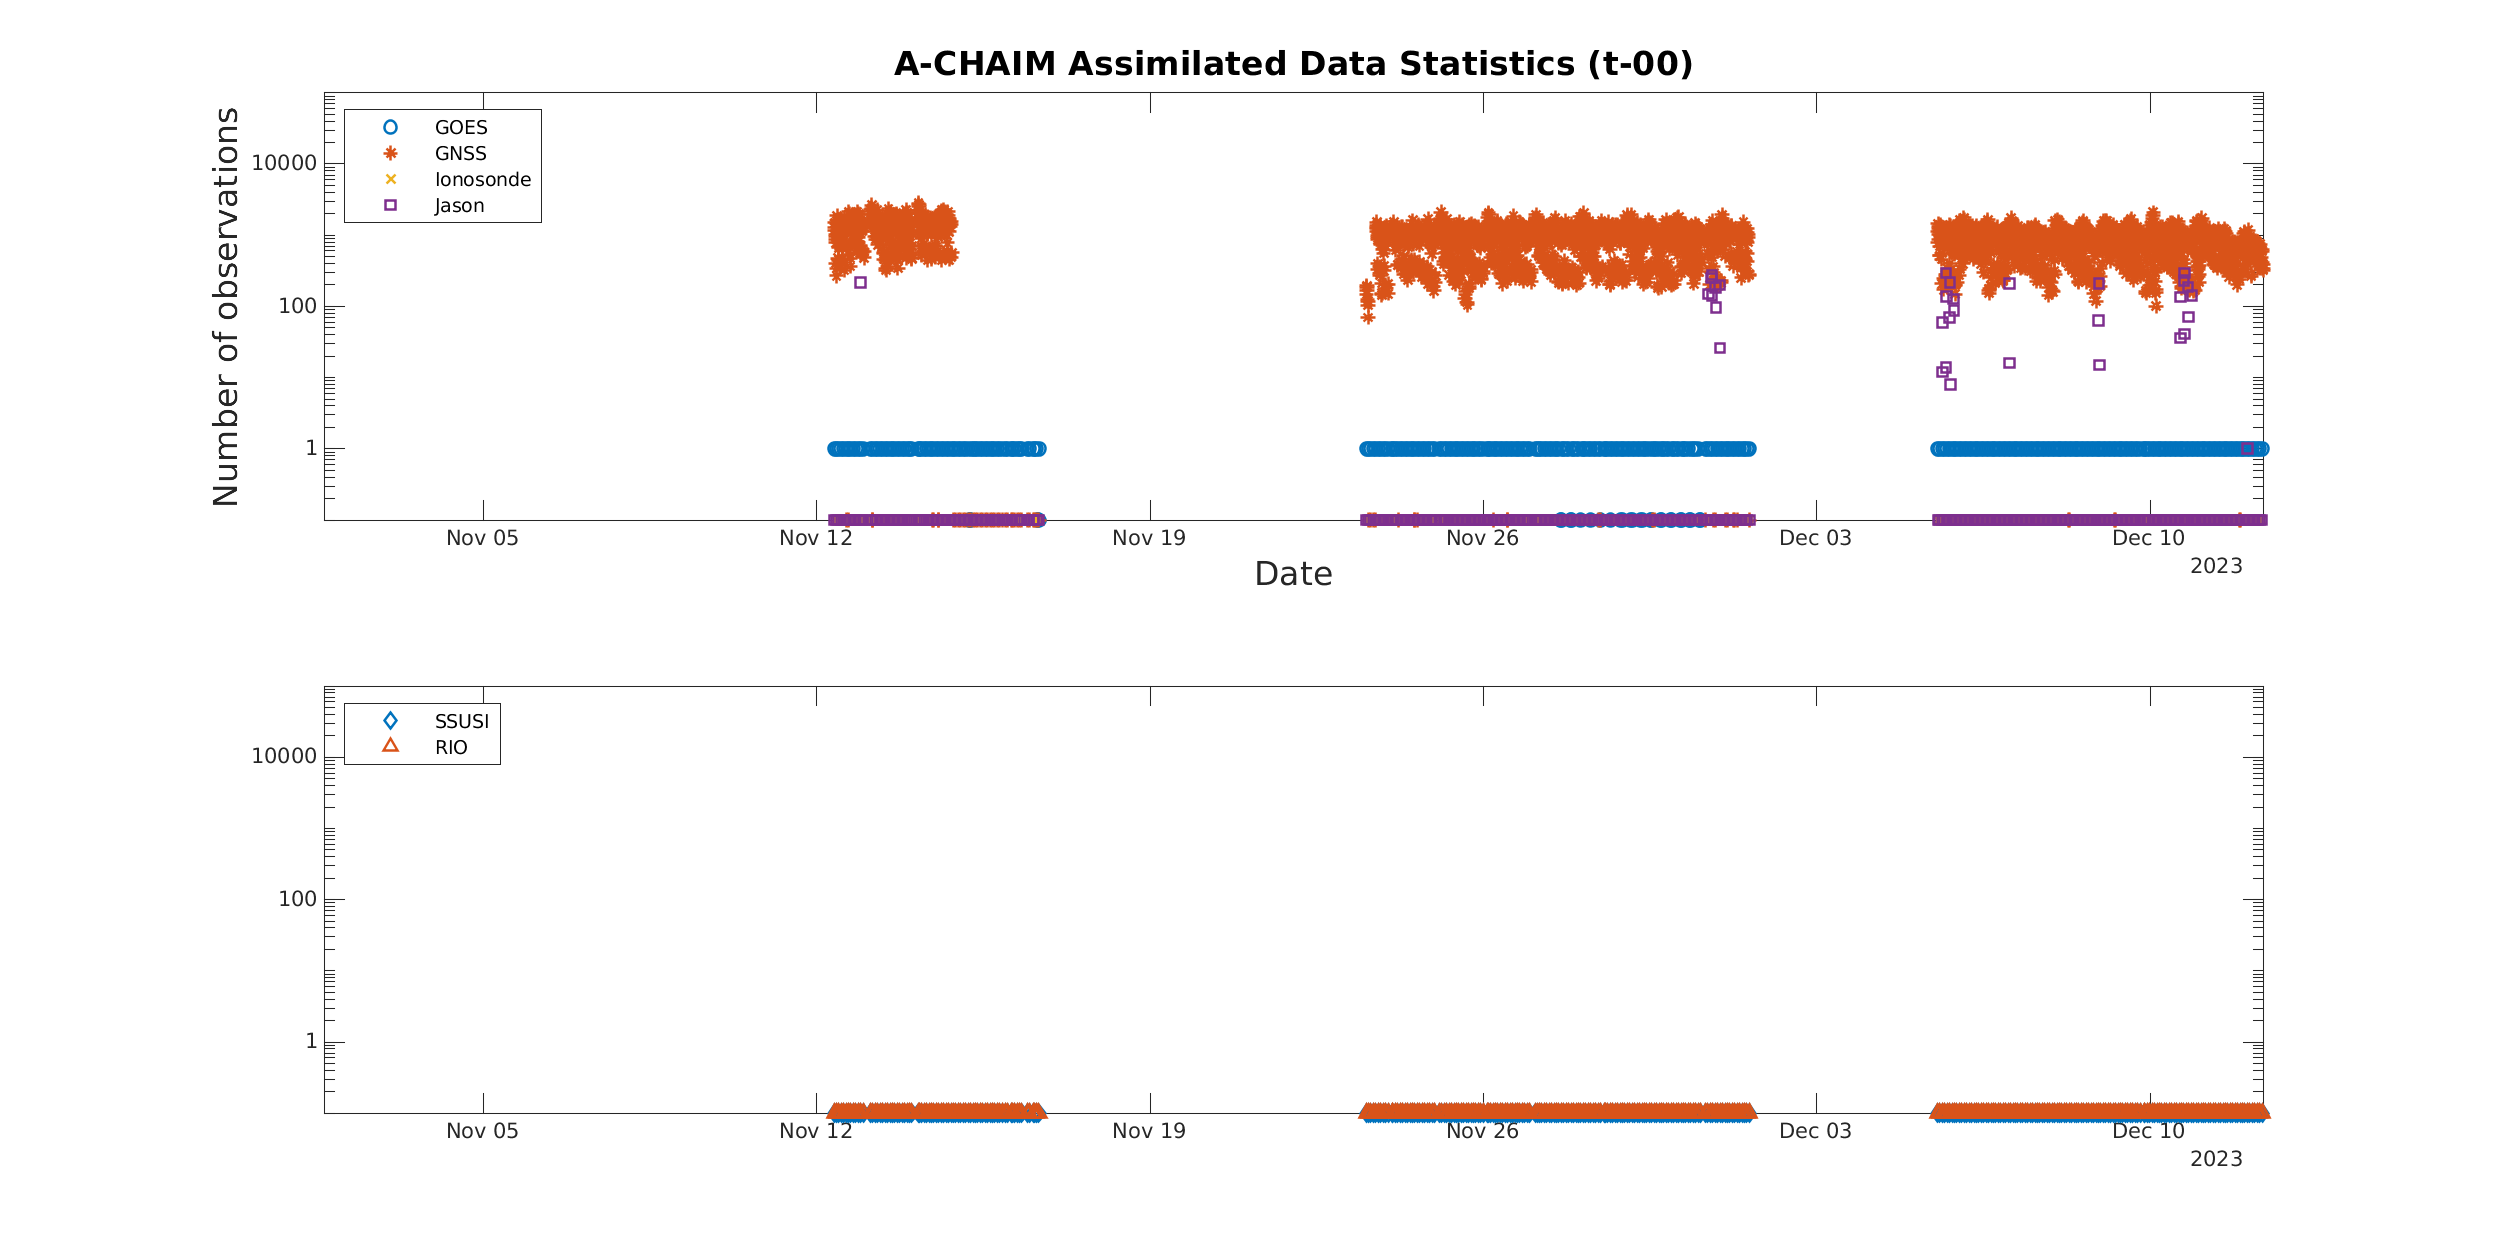 A-CHAIM Assimilated Data Statistics (t-00)
Number of observations
10000
100
1
GOES
GNSS
Ionosonde
Jason
Nov 05
Nov 12
Nov 19
Nov 26
Dec 03
Dec 10
2023
Date
10000
100
1
SSUSI
RIO
Nov 05
Nov 12
Nov 19
Nov 26
Dec 03
Dec 10
2023